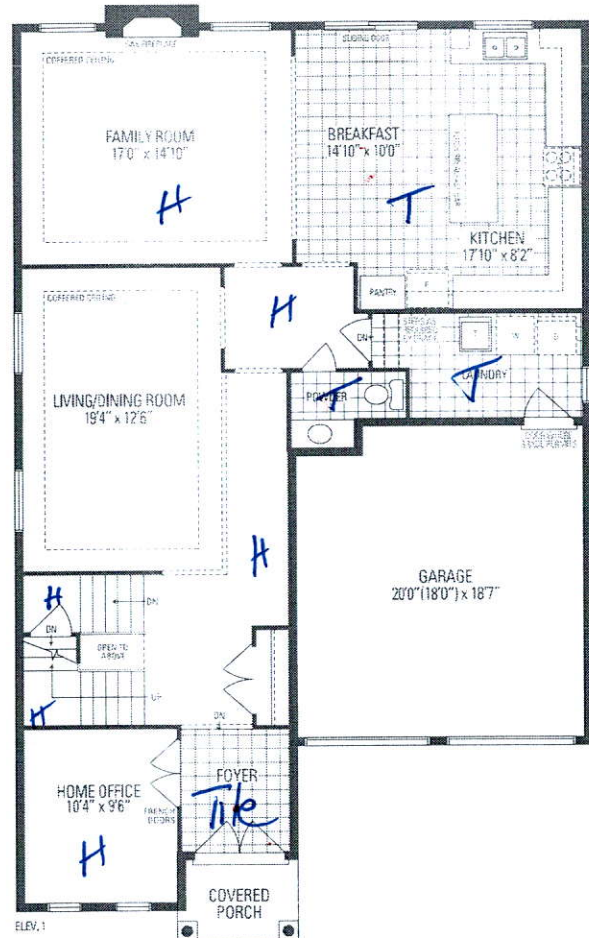 GAS FIREPLACE
COFFERED CEILING
FAMILY ROOM
17'0" x 14'10"
H
SLIDING DOOR
BREAKFAST
14'10" x 10'0"
T
KITCHEN
17'10" x 8'2"
PANTRY
F
COFFERED CEILING
H
DN
W
D
LAUNDRY
T
POWDER
T
LIVING/DINING ROOM
19'4" x 12'6"
H
GARAGE
20'0"(18'0") x 18'7"
H
DN
DN
OPEN TO
ABOVE
UP
H
DN
HOME OFFICE
10'4" x 9'6"
H
FRENCH
DOORS
FOYER
Tile
COVERED
PORCH
ELEV. 1